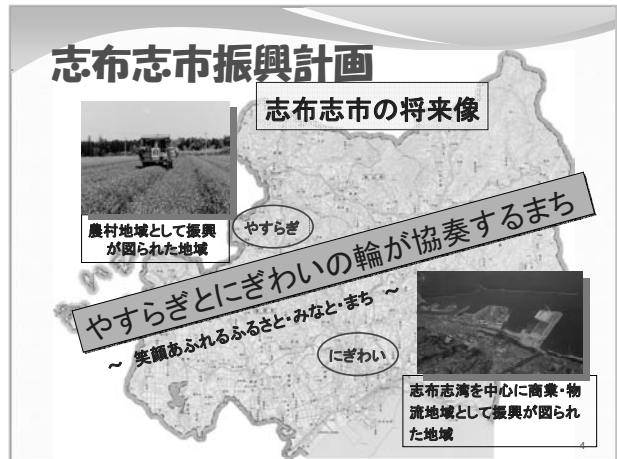 志布志市振興計画
志布志市の将来像
農村地域として振興
が図られた地域
やすらぎ
やすらぎとにぎわいの輪が協奏するまち
～ 笑顔あふれるふるさと・みなと・まち ～
にぎわい
志布志湾を中心に商業・物
流地域として振興が図られ
た地域
4